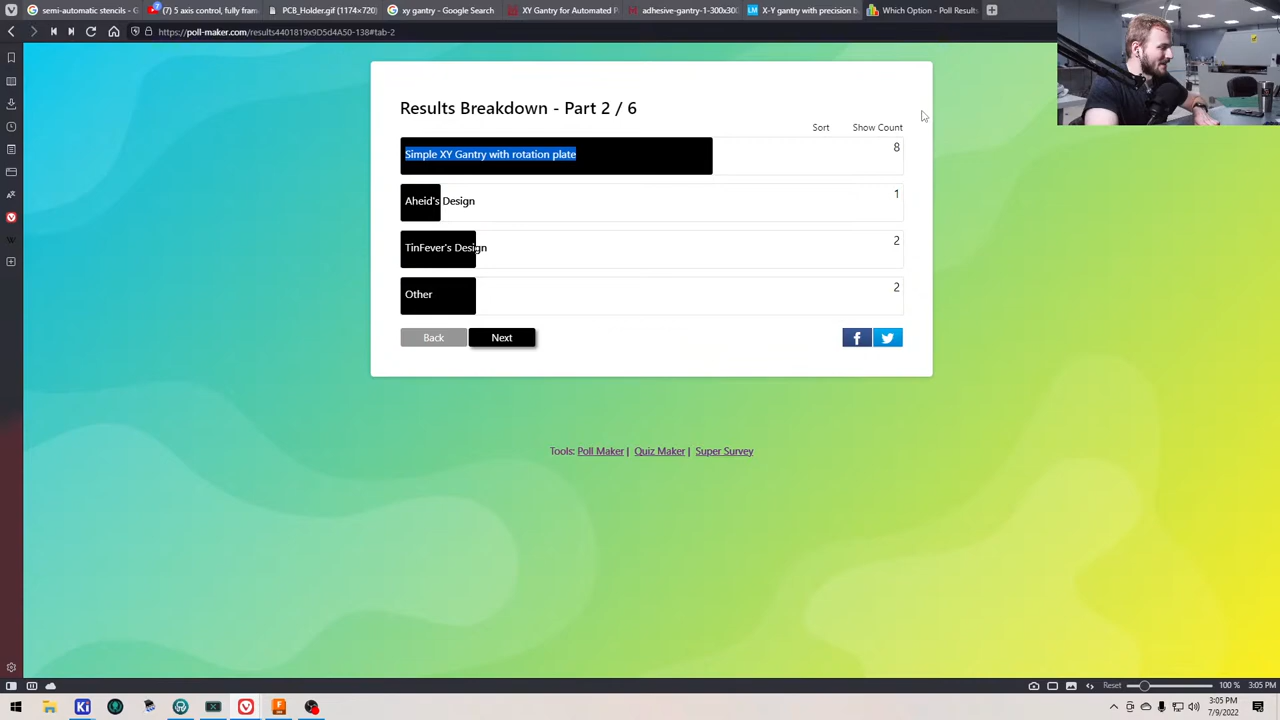 semi-automatic stencils - G
(7) 5 axis control, fully fram
PCB_Holder.gif (1174×720)
xy gantry - Google Search
XY Gantry for Automated P
adhesive-gantry-1-300x30
X-Y gantry with precision b
Which Option - Poll Results
https://poll-maker.com/results4401819x9D5d4A50-138#tab-2
Results Breakdown - Part 2 / 6
Sort Show Count
Simple XY Gantry with rotation plate 8
Aheid's Design 1
TinFever's Design 2
Other 2
Back Next
Tools: Poll Maker | Quiz Maker | Super Survey
Reset 100 % 3:05 PM
3:05 PM
7/9/2022